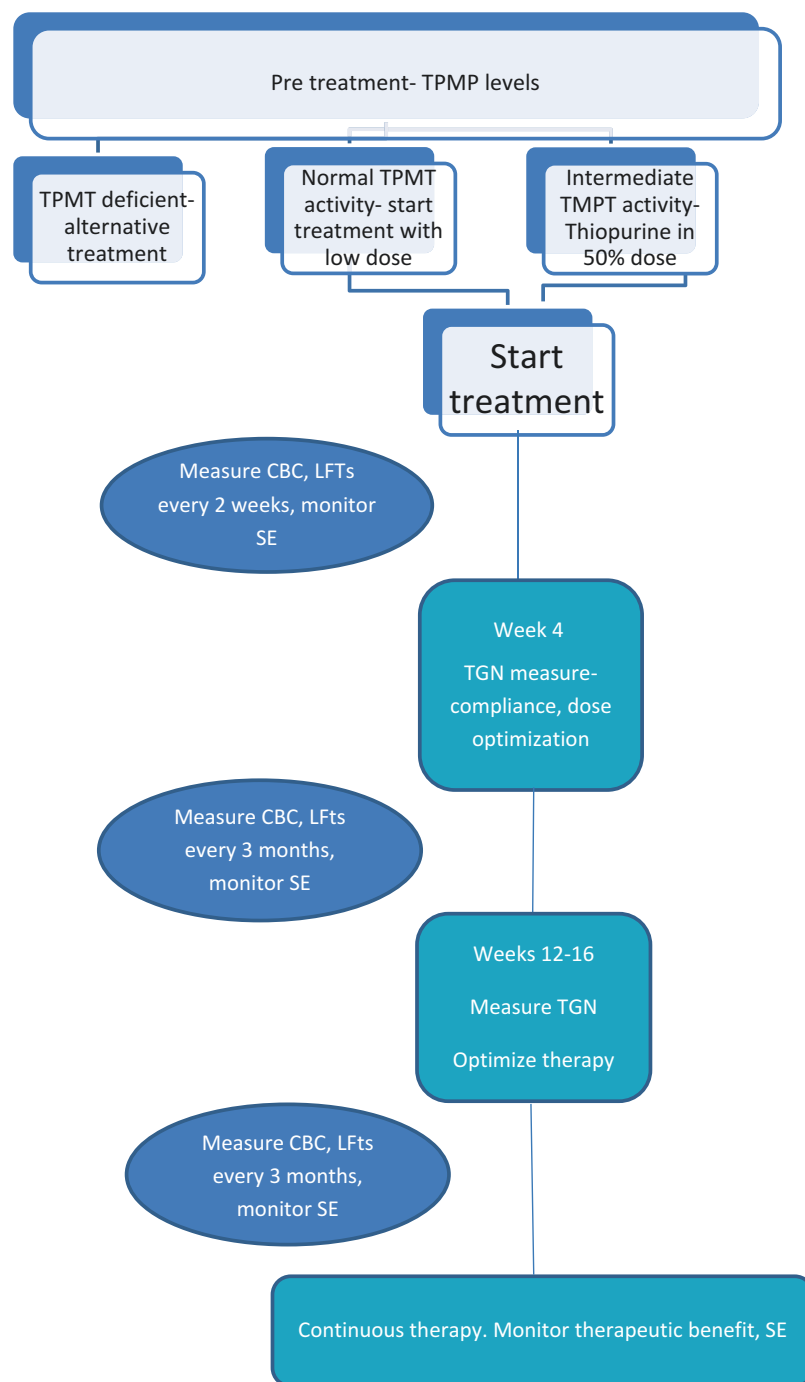 Pre treatment- TPMP levels
TPMT deficient-
alternative
treatment
Normal TPMT
activity- start
treatment with
low dose
Intermediate
TMPT activity-
Thiopurine in
50% dose
Start
treatment
Measure CBC, LFTs
every 2 weeks, monitor
SE
Week 4
TGN measure-
compliance, dose
optimization
Measure CBC, LFts
every 3 months,
monitor SE
Weeks 12-16
Measure TGN
Optimize therapy
Measure CBC, LFts
every 3 months,
monitor SE
Continuous therapy. Monitor therapeutic benefit, SE